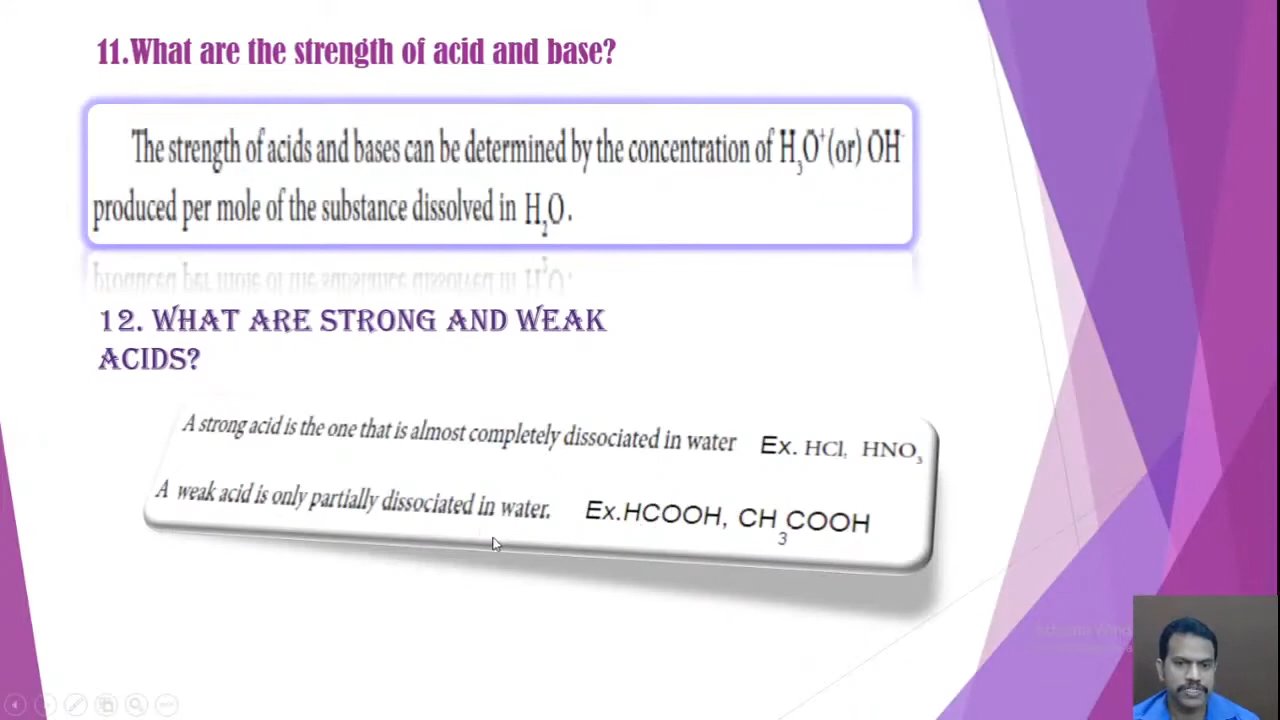 11.What are the strength of acid and base?
The strength of acids and bases can be determined by the concentration of H₃O⁺(or) OH⁻
produced per mole of the substance dissolved in H₂O.
12. WHAT ARE STRONG AND WEAK
ACIDS?
A strong acid is the one that is almost completely dissociated in water Ex. HCl, HNO₃
A weak acid is only partially dissociated in water. Ex.HCOOH, CH₃COOH